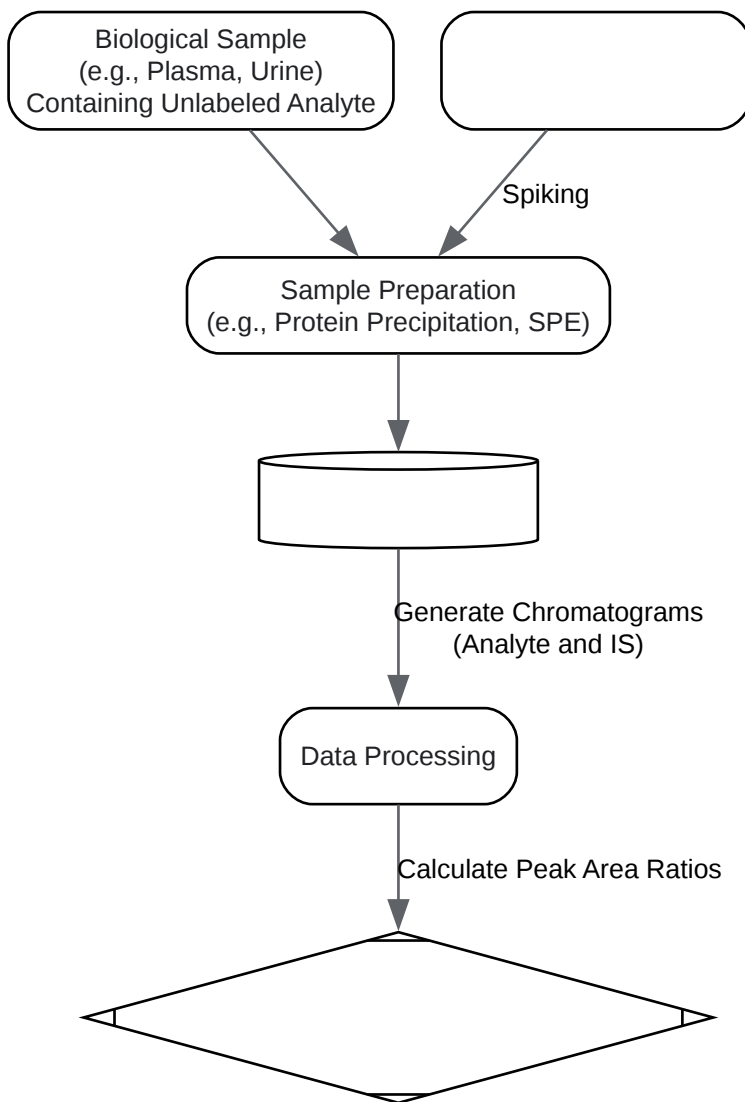 Biological Sample
(e.g., Plasma, Urine)
Containing Unlabeled Analyte
Spiking
Sample Preparation
(e.g., Protein Precipitation, SPE)
Generate Chromatograms
(Analyte and IS)
Data Processing
Calculate Peak Area Ratios